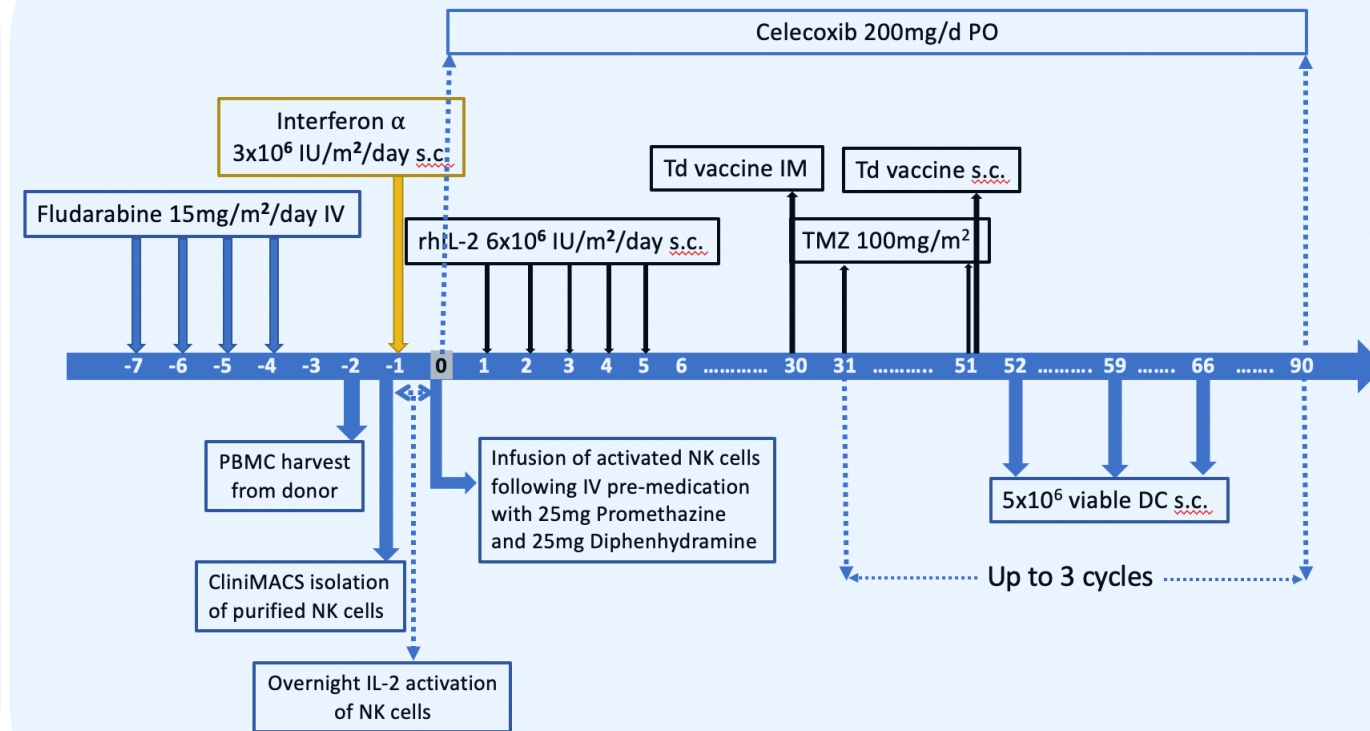 Celecoxib 200mg/d PO
Interferon α
3x10⁶ IU/m²/day s.c.
Td vaccine IM
Td vaccine s.c.
Fludarabine 15mg/m²/day IV
rhIL-2 6x10⁶ IU/m²/day s.c.
TMZ 100mg/m²
-7 -6 -5 -4 -3 -2 -1 0 1 2 3 4 5 6 ............. 30 31 ............ 51 52 .......... 59 ....... 66 ....... 90
PBMC harvest
from donor
Infusion of activated NK cells
following IV pre-medication
with 25mg Promethazine
and 25mg Diphenhydramine
5x10⁶ viable DC s.c.
CliniMACS isolation
of purified NK cells
Up to 3 cycles
Overnight IL-2 activation
of NK cells